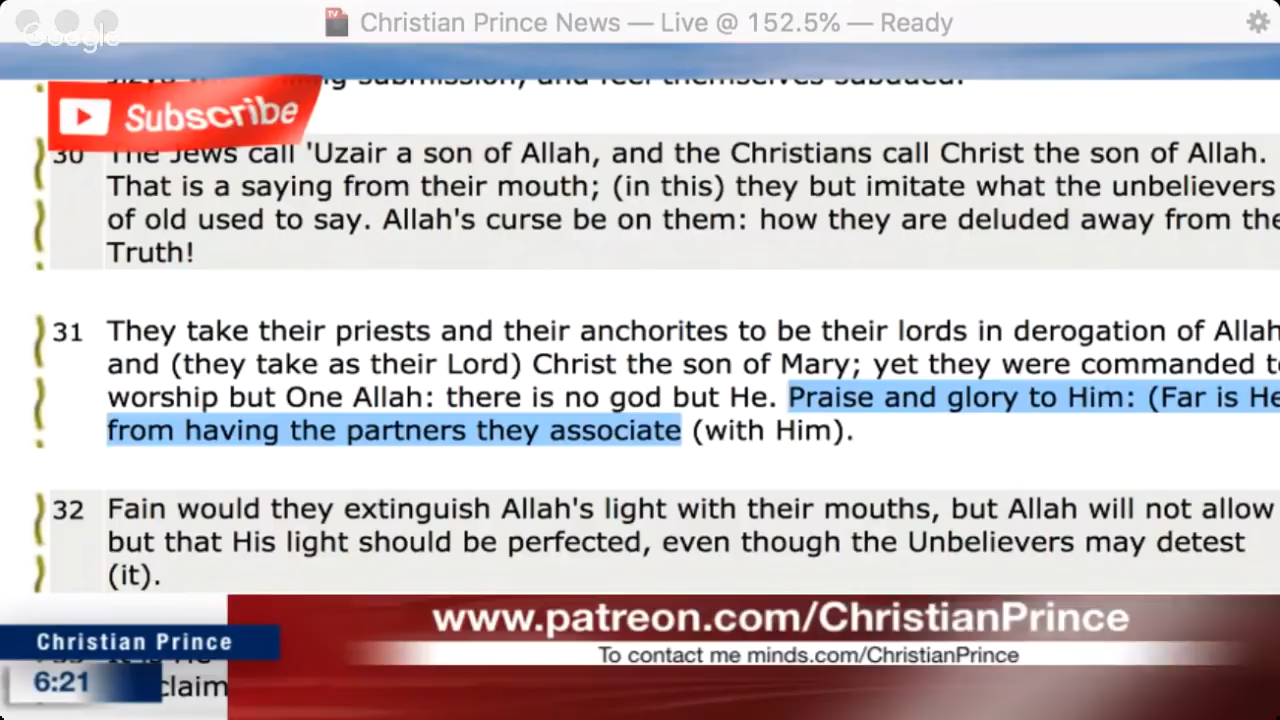 Christian Prince News — Live @ 152.5% — Ready
Google
submission, and feel themselves subdued.
Subscribe
30 The Jews call 'Uzair a son of Allah, and the Christians call Christ the son of Allah.
That is a saying from their mouth; (in this) they but imitate what the unbelievers
of old used to say. Allah's curse be on them: how they are deluded away from the
Truth!
31 They take their priests and their anchorites to be their lords in derogation of Allah
and (they take as their Lord) Christ the son of Mary; yet they were commanded to
worship but One Allah: there is no god but He. Praise and glory to Him: (Far is He
from having the partners they associate (with Him).
32 Fain would they extinguish Allah's light with their mouths, but Allah will not allow
but that His light should be perfected, even though the Unbelievers may detest
(it).
www.patreon.com/ChristianPrince
To contact me minds.com/ChristianPrince
Christian Prince
6:21
claim